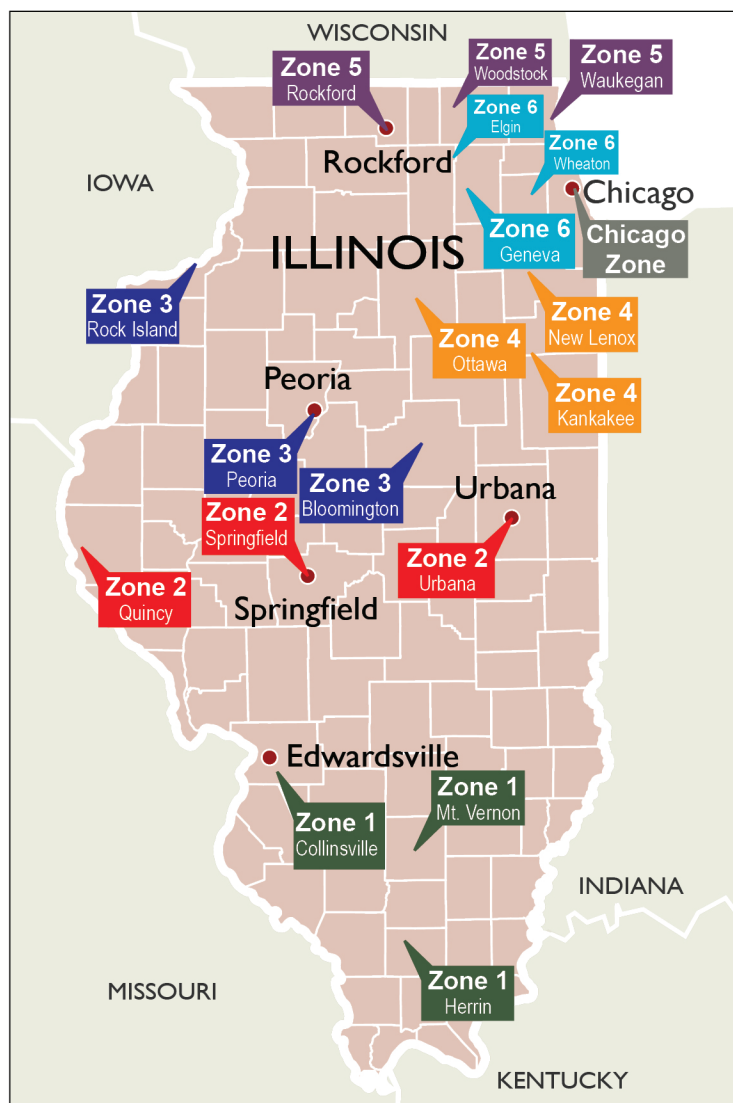 WISCONSIN
Zone 5
Rockford
Zone 5
Woodstock
Zone 5
Waukegan
Zone 6
Elgin
Zone 6
Wheaton
Rockford
IOWA
Chicago
Zone 6
Geneva
Chicago
Zone
ILLINOIS
Zone 3
Rock Island
Zone 4
Ottawa
Zone 4
New Lenox
Peoria
Zone 4
Kankakee
Zone 3
Peoria
Zone 3
Bloomington
Urbana
Zone 2
Springfield
Zone 2
Urbana
Zone 2
Quincy
Springfield
Edwardsville
Zone 1
Mt. Vernon
Zone 1
Collinsville
INDIANA
Zone 1
Herrin
MISSOURI
KENTUCKY